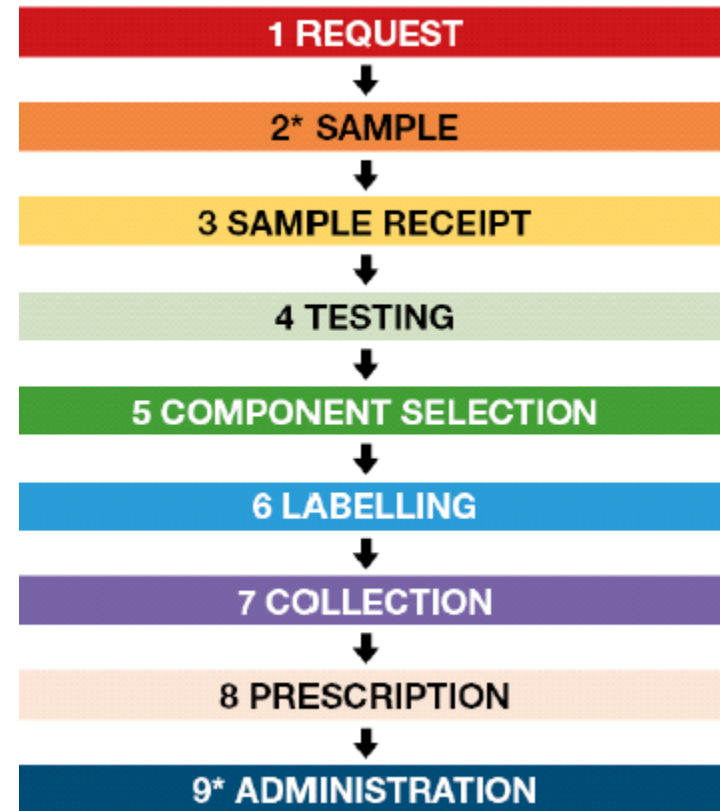 1 REQUEST
2* SAMPLE
3 SAMPLE RECEIPT
4 TESTING
5 COMPONENT SELECTION
6 LABELLING
7 COLLECTION
8 PRESCRIPTION
9* ADMINISTRATION